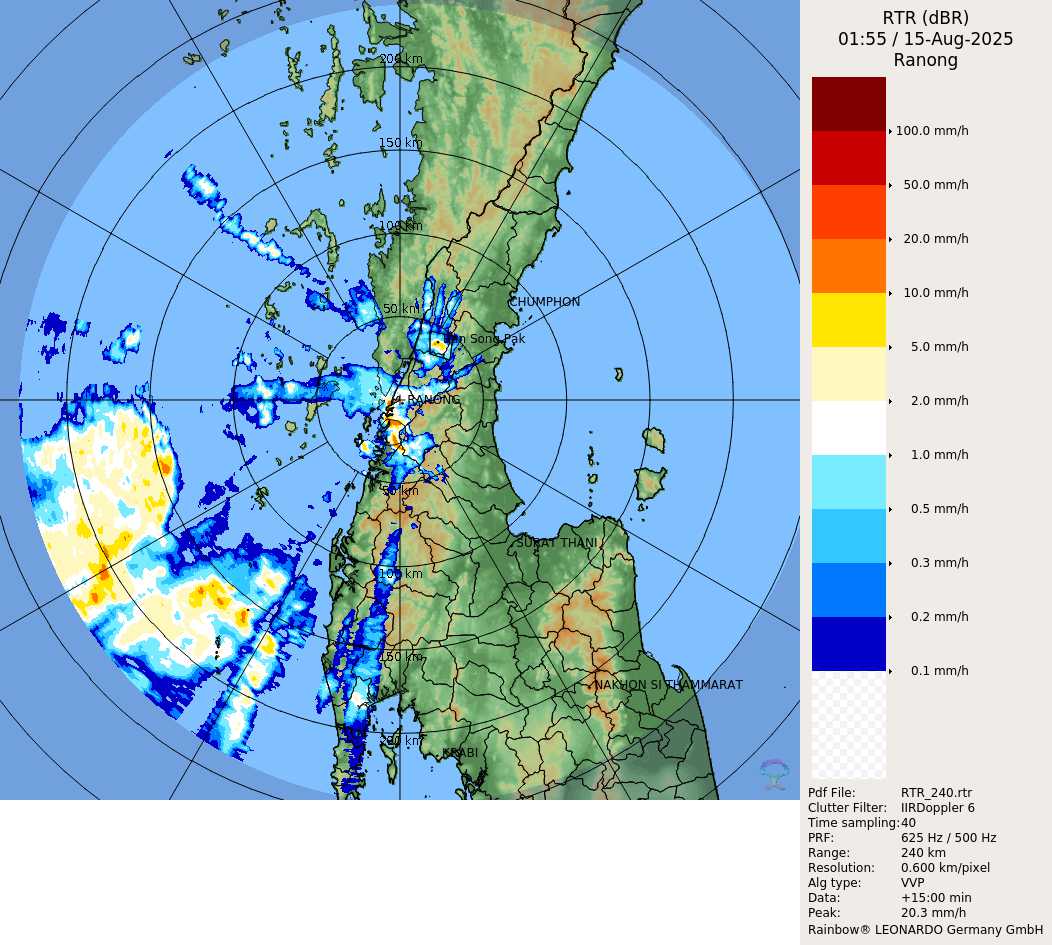 RTR (dBR)
01:55 / 15-Aug-2025
Ranong
200 km
100.0 mm/h
150 km
50.0 mm/h
100 km
20.0 mm/h
10.0 mm/h
CHUMPHON
50 km
Song Pak
5.0 mm/h
RANONG
2.0 mm/h
1.0 mm/h
50 km
0.5 mm/h
SURAT THANI
0.3 mm/h
100 km
0.2 mm/h
150 km
0.1 mm/h
NAKHON SI THAMMARAT
200 km
KRABI
Pdf File: RTR_240.rtr
Clutter Filter: IIRDoppler 6
Time sampling:40
PRF: 625 Hz / 500 Hz
Range: 240 km
Resolution: 0.600 km/pixel
Alg type: VVP
Data: +15:00 min
Peak: 20.3 mm/h
Rainbow® LEONARDO Germany GmbH